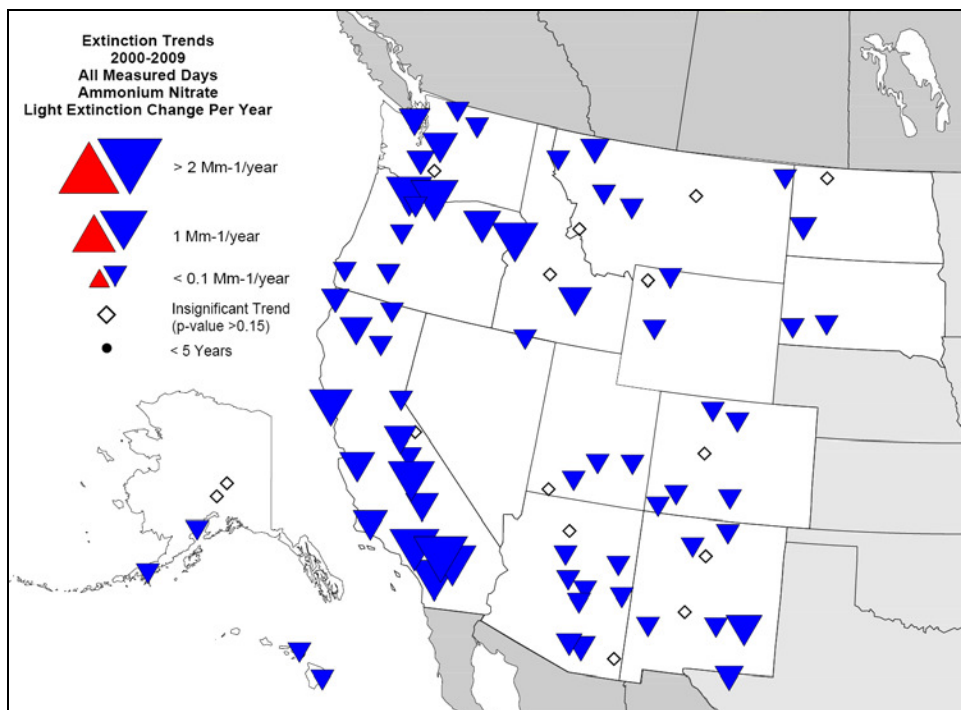 Extinction Trends
2000-2009
All Measured Days
Ammonium Nitrate
Light Extinction Change Per Year
> 2 Mm-1/year
1 Mm-1/year
< 0.1 Mm-1/year
Insignificant Trend
(p-value >0.15)
< 5 Years